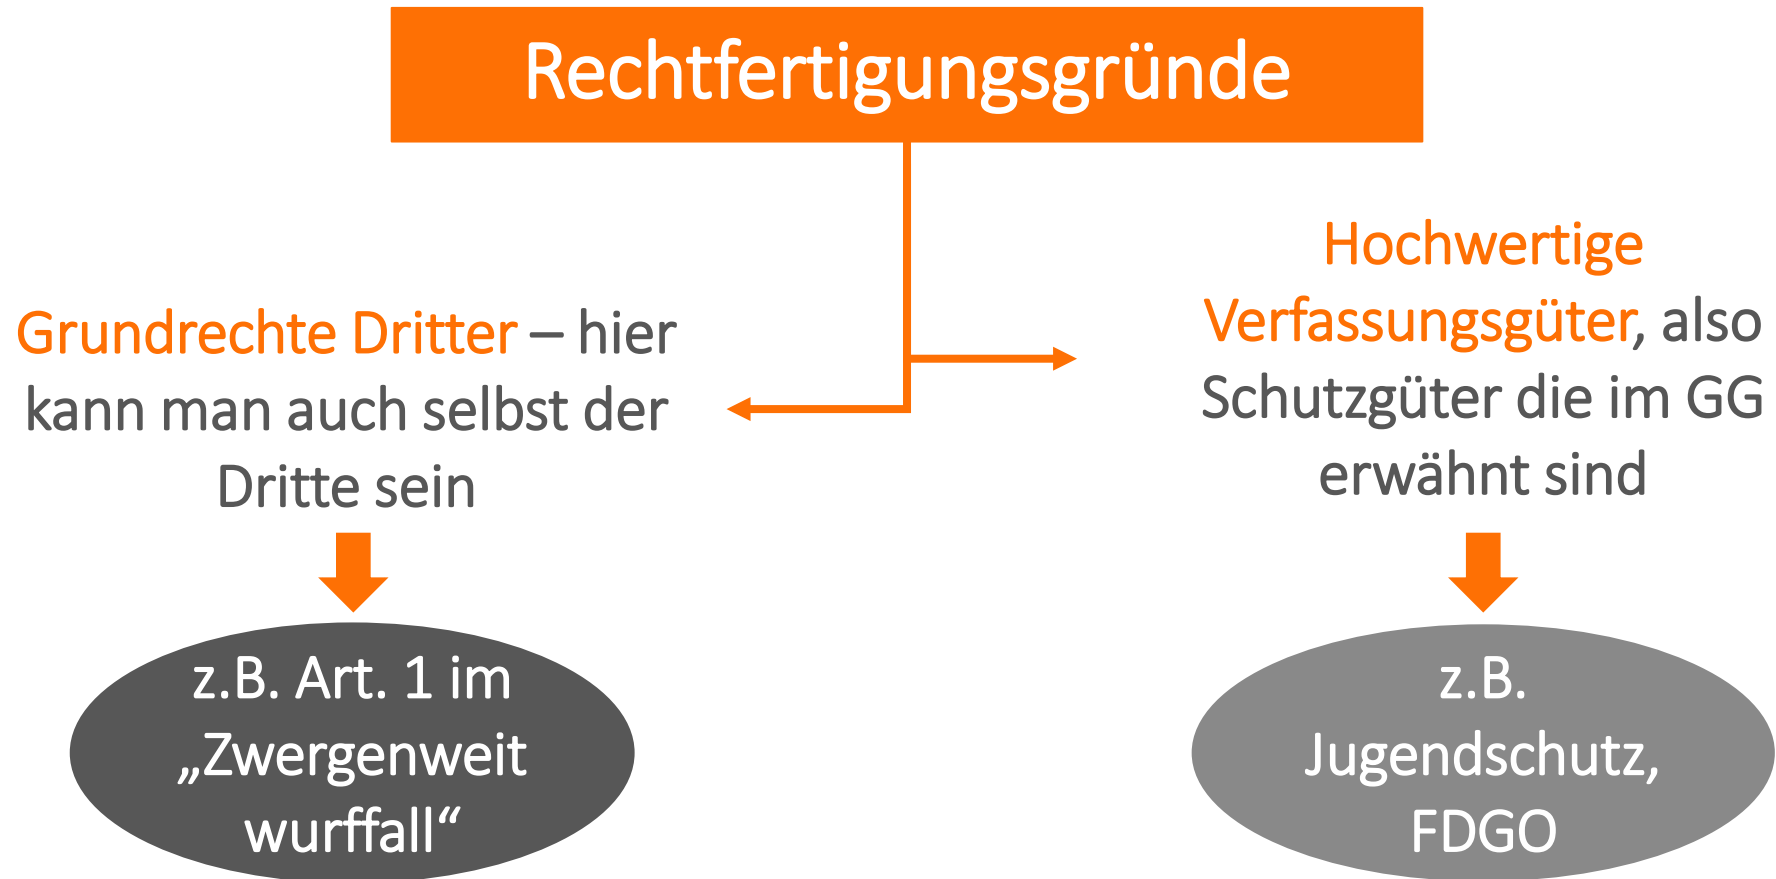 Rechtfertigungsgründe
Grundrechte Dritter – hier
kann man auch selbst der
Dritte sein
z.B. Art. 1 im
„Zwergenweit
wurffall“
Hochwertige
Verfassungsgüter, also
Schutzgüter die im GG
erwähnt sind
z.B.
Jugendschutz,
FDGO